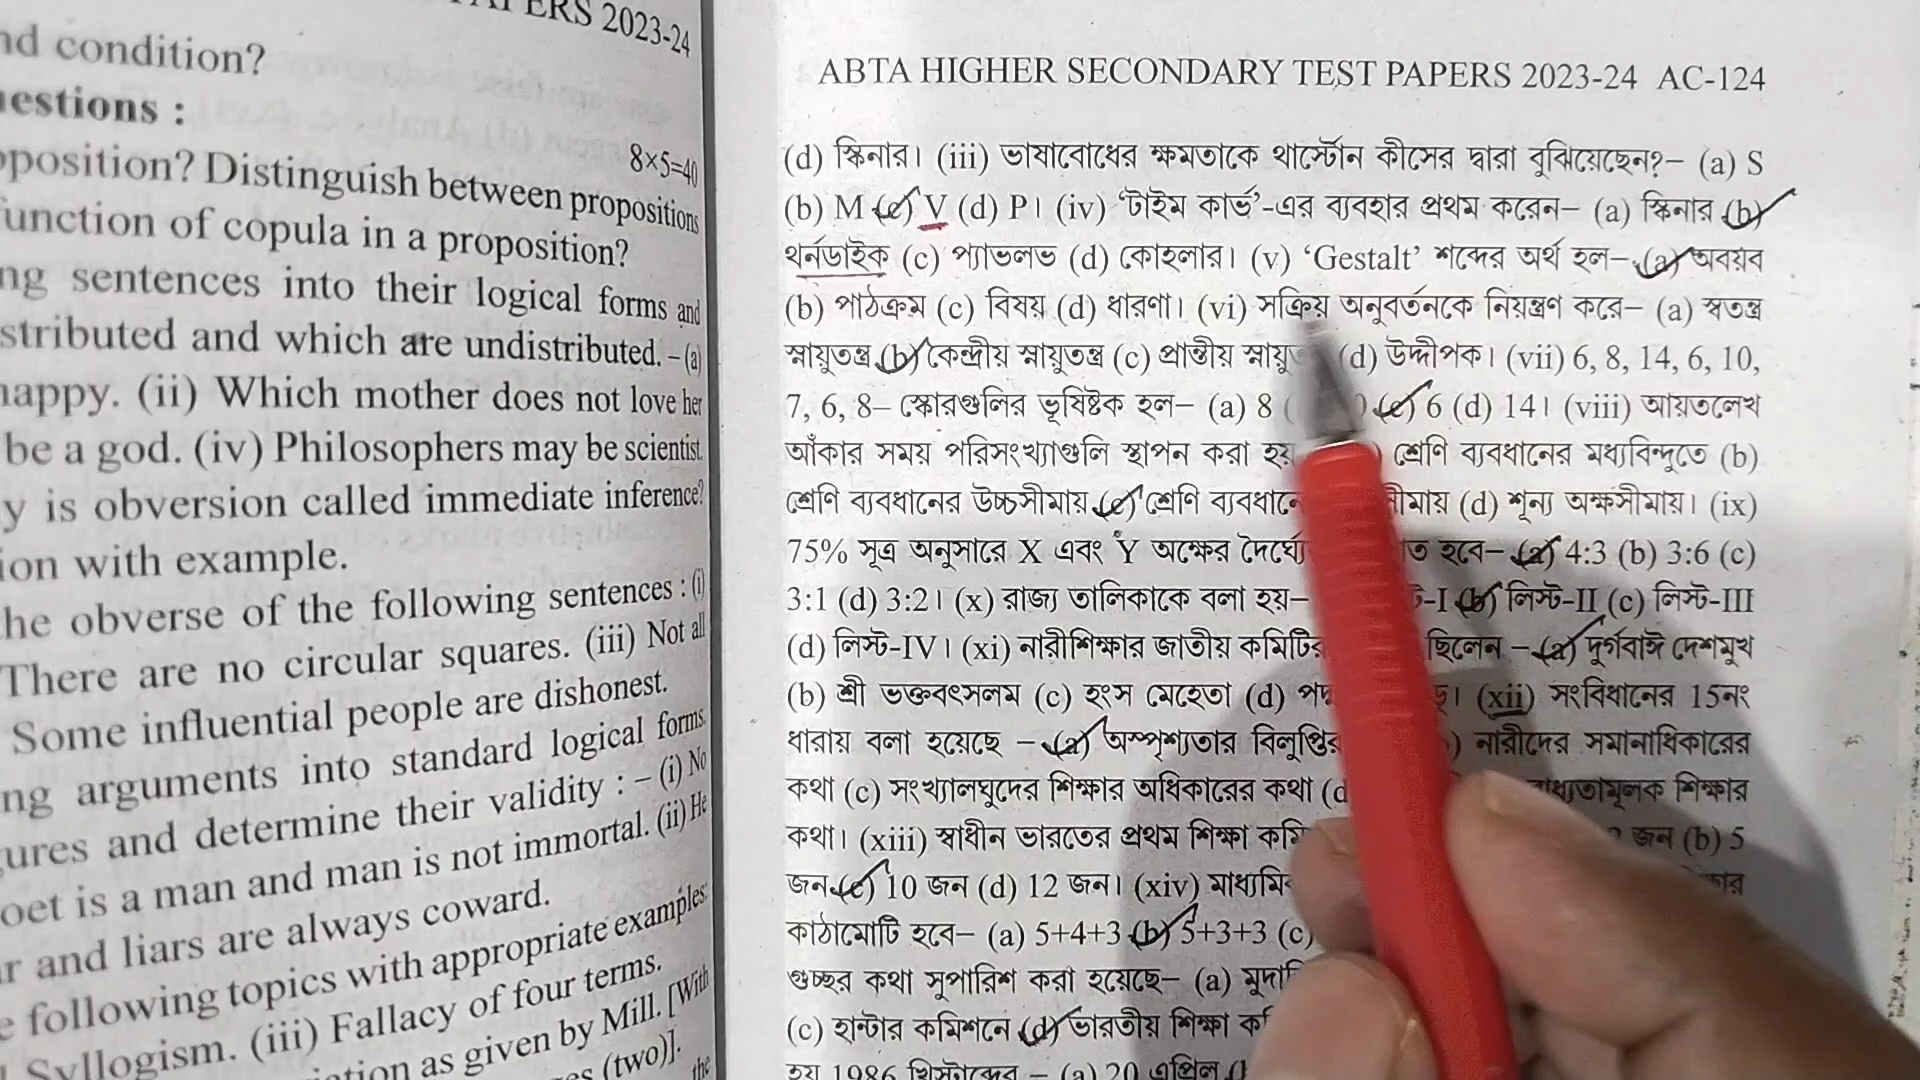 PAPERS 2023-24
nd condition?
uestions :
8×5=40
position? Distinguish between propositions
function of copula in a proposition?
ng sentences into their logical forms and
stributed and which are undistributed. – (a)
happy. (ii) Which mother does not love her
be a god. (iv) Philosophers may be scientist.
y is obversion called immediate inference?
ion with example.
he obverse of the following sentences : (i)
There are no circular squares. (iii) Not all
Some influential people are dishonest.
ng arguments into standard logical forms.
ures and determine their validity : – (i) No
oet is a man and man is not immortal. (ii) He
r and liars are always coward.
e following topics with appropriate examples:
Syllogism. (iii) Fallacy of four terms.
ation as given by Mill. [With
es (two)].
the
ABTA HIGHER SECONDARY TEST PAPERS 2023-24 AC-124
(d) স্কিনার। (iii) ভাষাবোধের ক্ষমতাকে থার্স্টোন কীসের দ্বারা বুঝিয়েছেন?– (a) S
(b) M (c) V (d) P। (iv) ‘টাইম কার্ভ’-এর ব্যবহার প্রথম করেন– (a) স্কিনার (b)
থর্নডাইক (c) প্যাভলভ (d) কোহলার। (v) ‘Gestalt’ শব্দের অর্থ হল– (a) অবয়ব
(b) পাঠক্রম (c) বিষয় (d) ধারণা। (vi) সক্রিয় অনুবর্তনকে নিয়ন্ত্রণ করে– (a) স্বতন্ত্র
স্নায়ুতন্ত্র (b) কেন্দ্রীয় স্নায়ুতন্ত্র (c) প্রান্তীয় (d) উদ্দীপক। (vii) 6, 8, 14, 6, 10,
7, 6, 8– স্কোরগুলির ভূষিষ্টক হল– (a) 8 (c) 6 (d) 14। (viii) আয়তলেখ
আঁকার সময় পরিসংখ্যাগুলি স্থাপন করা হয় শ্রেণি ব্যবধানের মধ্যবিন্দুতে (b)
শ্রেণি ব্যবধানের উচ্চসীমায় (c) শ্রেণি (d) শূন্য অক্ষসীমায়। (ix)
75% সূত্র অনুসারে X এবং Y অক্ষের হবে– (a) 4:3 (b) 3:6 (c)
3:1 (d) 3:2। (x) রাজ্য তালিকাকে বলা হয়– (b) লিস্ট-II (c) লিস্ট-III
(d) লিস্ট-IV। (xi) নারীশিক্ষার জাতীয় কমিটির ছিলেন – (a) দুর্গবাঈ দেশমুখ
(b) শ্রী ভক্তবৎসলম (c) হংস মেহেতা (d) (xii) সংবিধানের 15নং
ধারায় বলা হয়েছে – (a) অস্পৃশ্যতার বিলুপ্তির নারীদের সমানাধিকারের
কথা (c) সংখ্যালঘুদের শিক্ষার অধিকারের কথা (d শিক্ষার
কথা। (xiii) স্বাধীন ভারতের প্রথম শিক্ষা জন (b) 5
জন (c) 10 জন (d) 12 জন। (xiv)
কাঠামোটি হবে– (a) 5+4+3 (b) 5+3+3 (c)
গুচ্ছর কথা সুপারিশ করা হয়েছে– (a)
(c) হান্টার কমিশনে (d) ভারতীয় শিক্ষা
হয় 1986 খ্রিস্টাব্দের – (a) 20 এপ্রিল